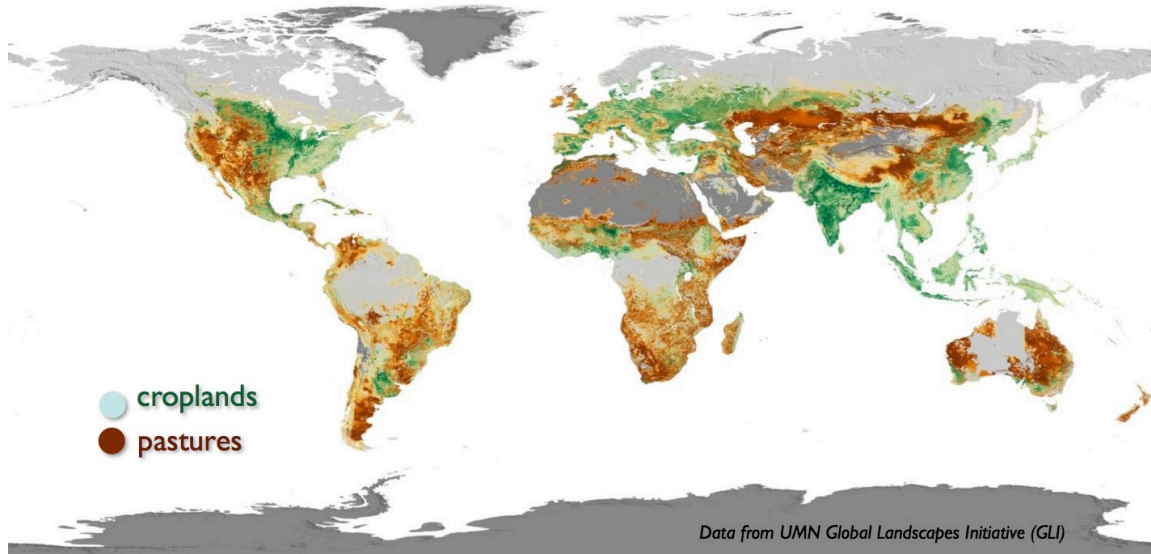 croplands
pastures
Data from UMN Global Landscapes Initiative (GLI)